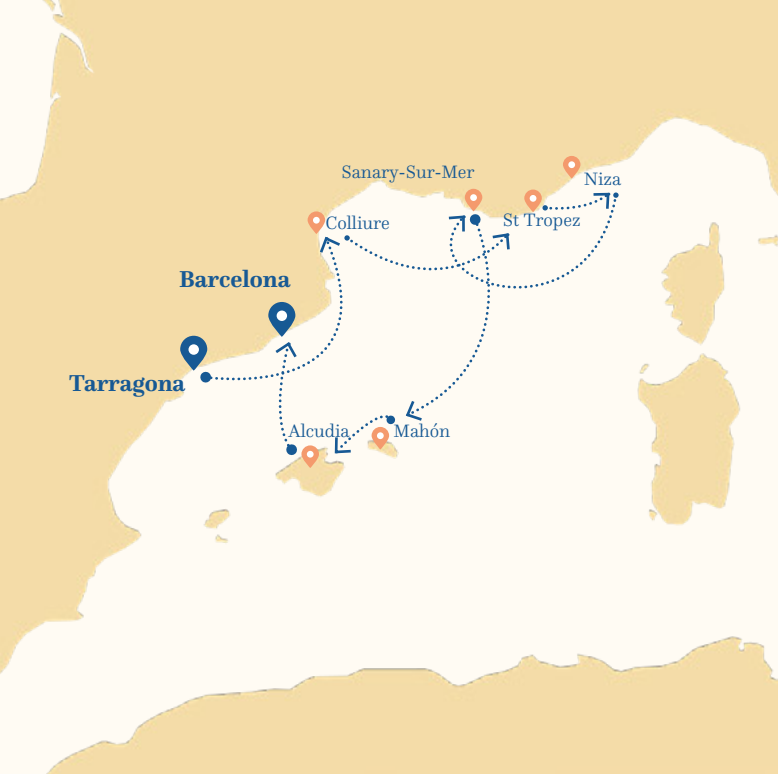 Sanary-Sur-Mer
Niza
St Tropez
Colliure
Barcelona
Tarragona
Alcudia
Mahón